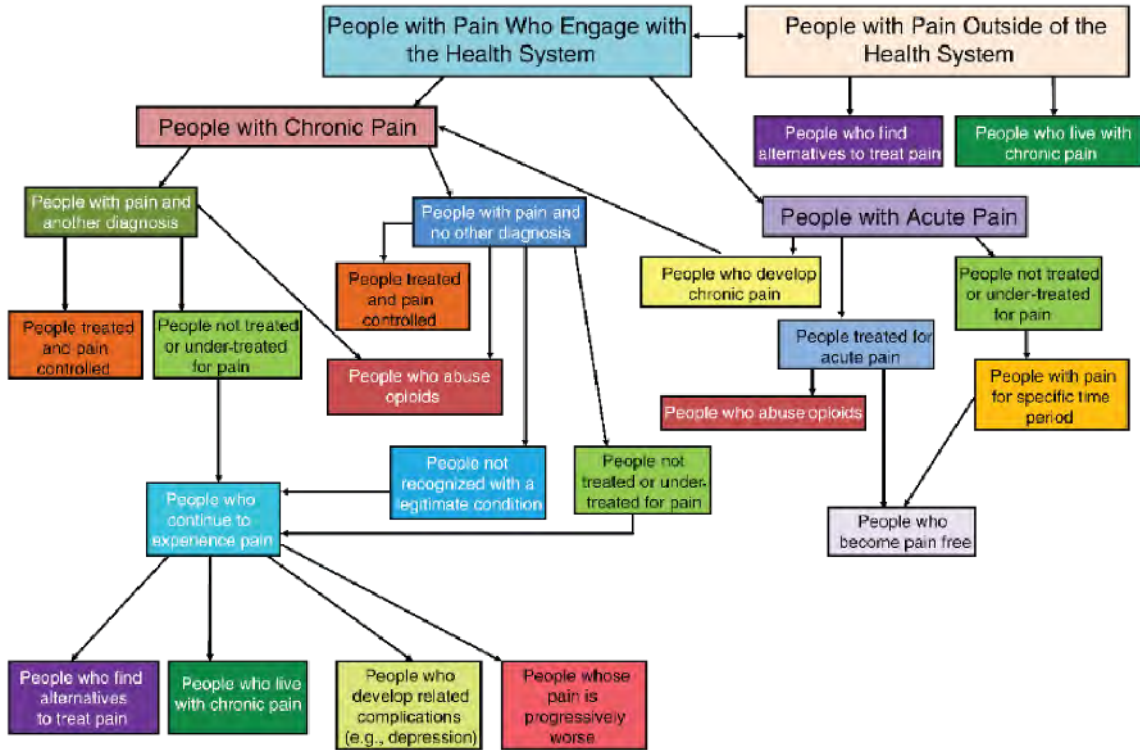 People with Pain Who Engage with
the Health System
People with Pain Outside of the
Health System
People with Chronic Pain
People who find
alternatives to treat pain
People who live with
chronic pain
People with pain and
another diagnosis
People with pain and
no other diagnosis
People with Acute Pain
People treated
and pain
controlled
People who develop
chronic pain
People not treated
or under-treated
for pain
People treated
and pain
controlled
People not treated
or under-treated
for pain
People treated for
acute pain
People who abuse
opioids
People who abuse opioids
People with pain
for specific time
period
People not
recognized with a
legitimate condition
People not
treated or under-
treated for pain
People who
continue to
experience pain
People who
become pain free
People who find
alternatives
to treat pain
People who live
with chronic pain
People who
develop related
complications
(e.g., depression)
People whose
pain is
progressively
worse